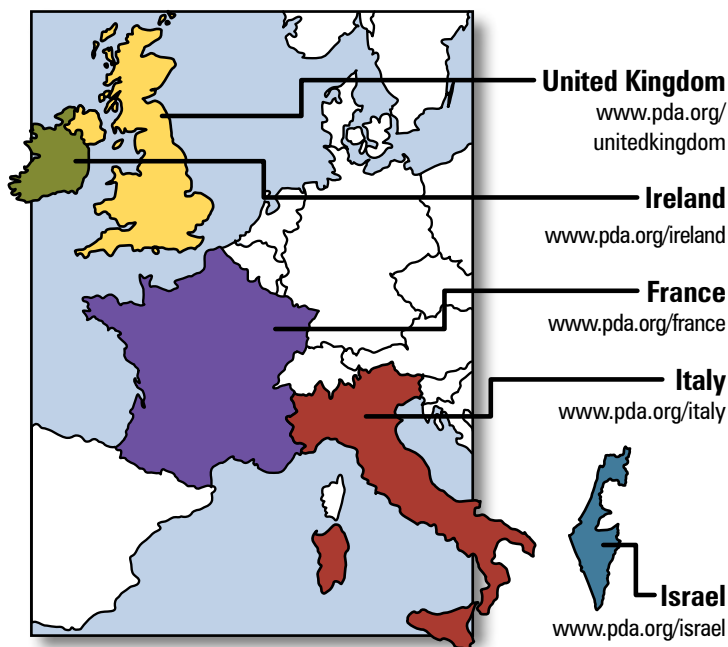 United Kingdom
www.pda.org/
unitedkingdom
Ireland
www.pda.org/ireland
France
www.pda.org/france
Italy
www.pda.org/italy
Israel
www.pda.org/israel